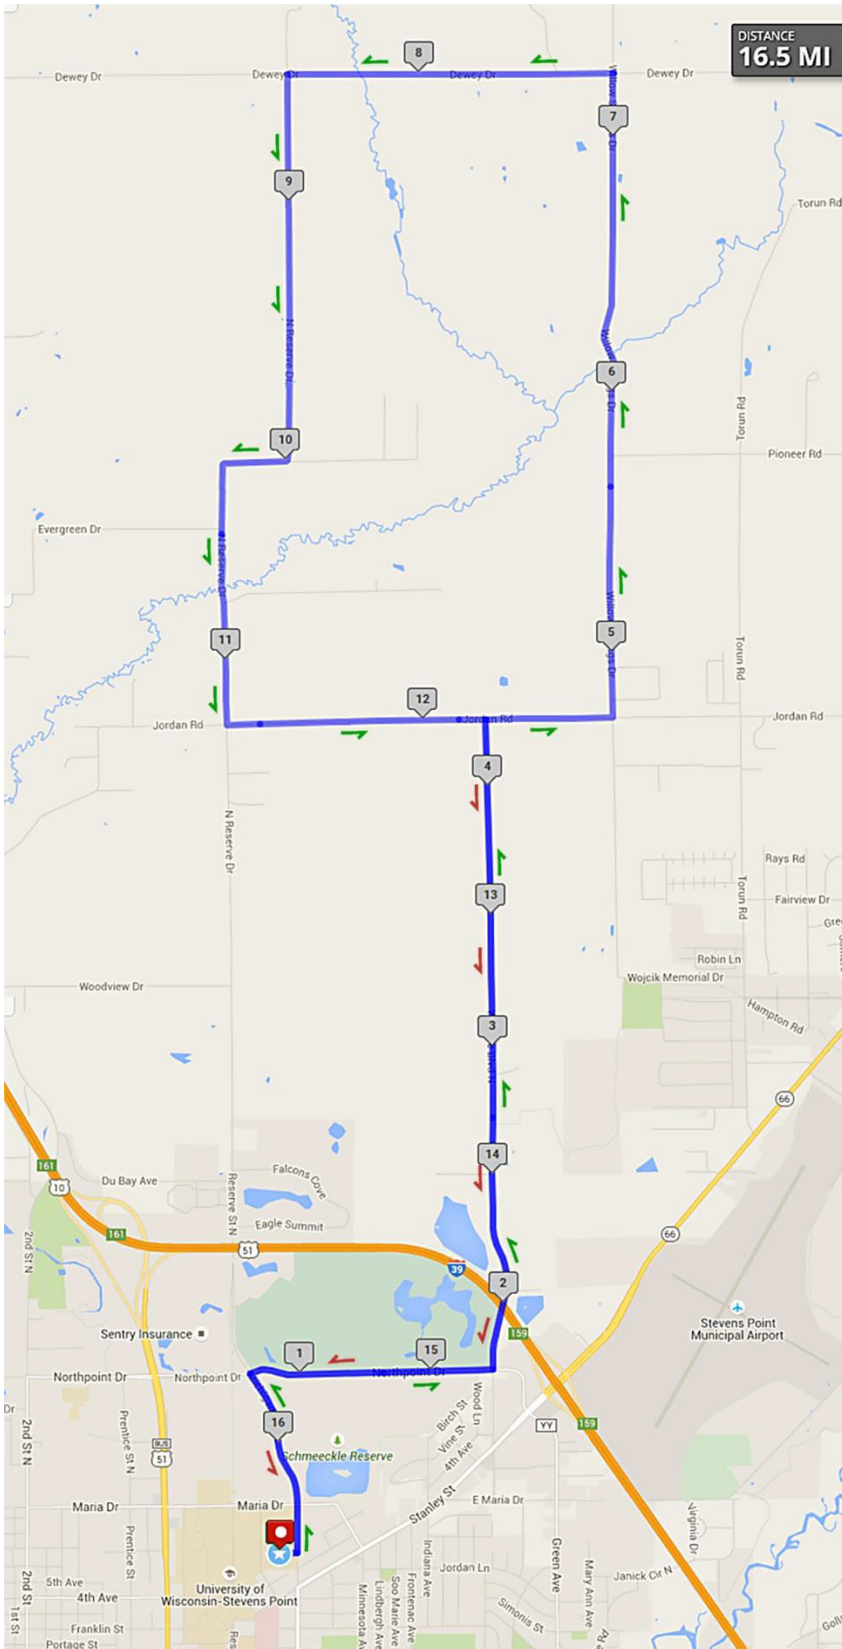 8
DISTANCE
16.5 MI
Dewey Dr
Dewey Dr
Dewey Dr
Dewey Dr
7
9
Torun Rd
N Reserve Dr
6
Torun Rd
10
Pioneer Rd
Evergreen Dr
N Reserve Dr
5
11
Torun Rd
12
Jordan Rd
Jordan Rd
Jordan Rd
4
N Reserve Dr
Rays Rd
13
Torun Rd
Fairview Dr
Robin Ln
Wojcik Memorial Dr
Woodview Dr
Hampton Rd
3
66
14
161
10
Du Bay Ave
Falcons Cove
Reserve St N
Eagle Summit
161
51
2nd St N
66
39
2
159
Stevens Point
Municipal Airport
Sentry Insurance
1
15
Northpoint Dr
Northpoint Dr
Northpoint Dr
Dr
Wood Ln
Birch St
16
2nd St N
Prentice St N
Vine St
YY
159
BUS
51
4th Ave
Schmeeckle Reserve
Maria Dr
Maria Dr
Stanley St
E Maria Dr
Virginia Dr
Prentice St
Indiana Ave
Green Ave
Jordan Ln
Mary Ann Ave
Janick Cir N
5th Ave
4th Ave
University of
Wisconsin-Stevens Point
2nd St
1st St
Frontenac Ave
Soo Marie Ave
Lindbergh Ave
Minnesota A
Simonis St
Franklin St
Portage St
Res